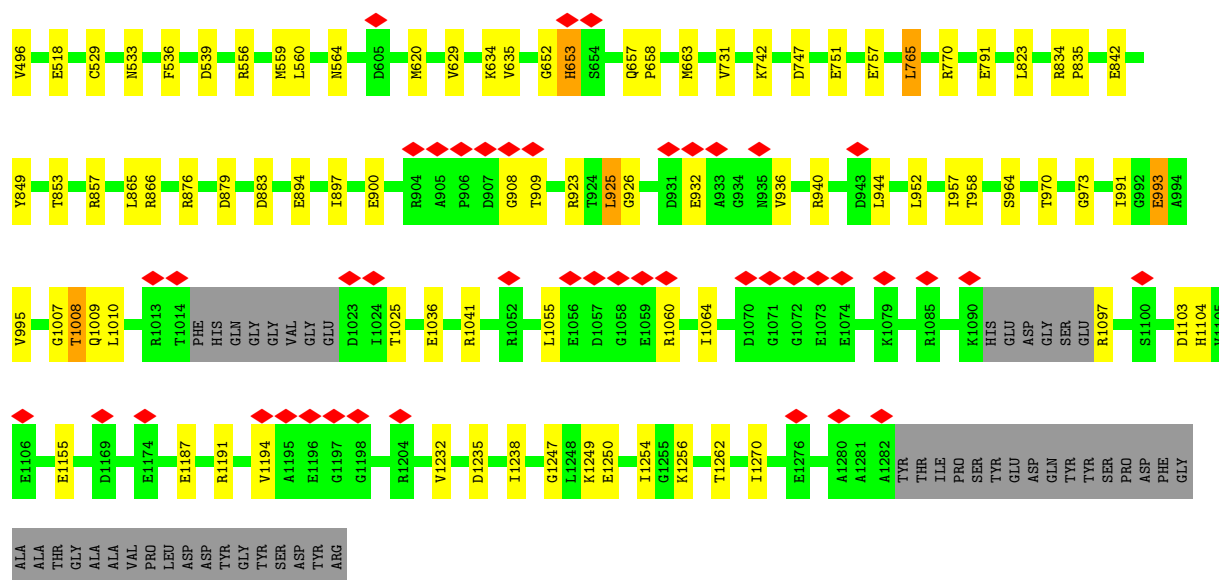 V496 E518 C529 N533 F536 D539 R556 M559 L560 N564 D605 M620 V629 K634 V635 G652 H653 S654 Q657 P658 M663 V731 K742 D747 E751 E757 L765 R770 E791 L823 R834 P835 E842
Y849 T853 R857 L865 R866 R876 D879 D883 E894 I897 E900 R904 A905 P906 D907 G908 T909 R923 T924 L925 G926 D931 E932 A933 G934 N935 V936 R940 D943 L944 L952 I957 T958 S964 T970 G973 I991 G992 E993 A994
V995 G1007 T1008 Q1009 L1010 R1013 T1014 PHE HIS GLN GLY GLY VAL GLY GLU D1023 I1024 T1025 E1036 R1041 R1052 L1055 E1056 D1057 G1058 E1059 R1060 I1064 D1070 G1071 G1072 E1073 E1074 K1079 R1085 K1090 HIS GLU ASP GLY SER GLU R1097 S1100 D1103 H1104
E1106 E1155 D1169 E1174 E1187 R1191 V1194 A1195 E1196 G1197 G1198 R1204 V1232 D1235 I1238 G1247 L1248 K1249 E1250 I1254 G1255 K1256 T1262 I1270 E1276 A1280 A1281 A1282 TYR THR ILE PRO SER TYR GLU ASP GLN TYR TYR SER PRO ASP PHE GLY
ALA ALA THR GLY ALA ALA VAL PRO LEU ASP ASP TYR GLY TYR SER ASP TYR ARG